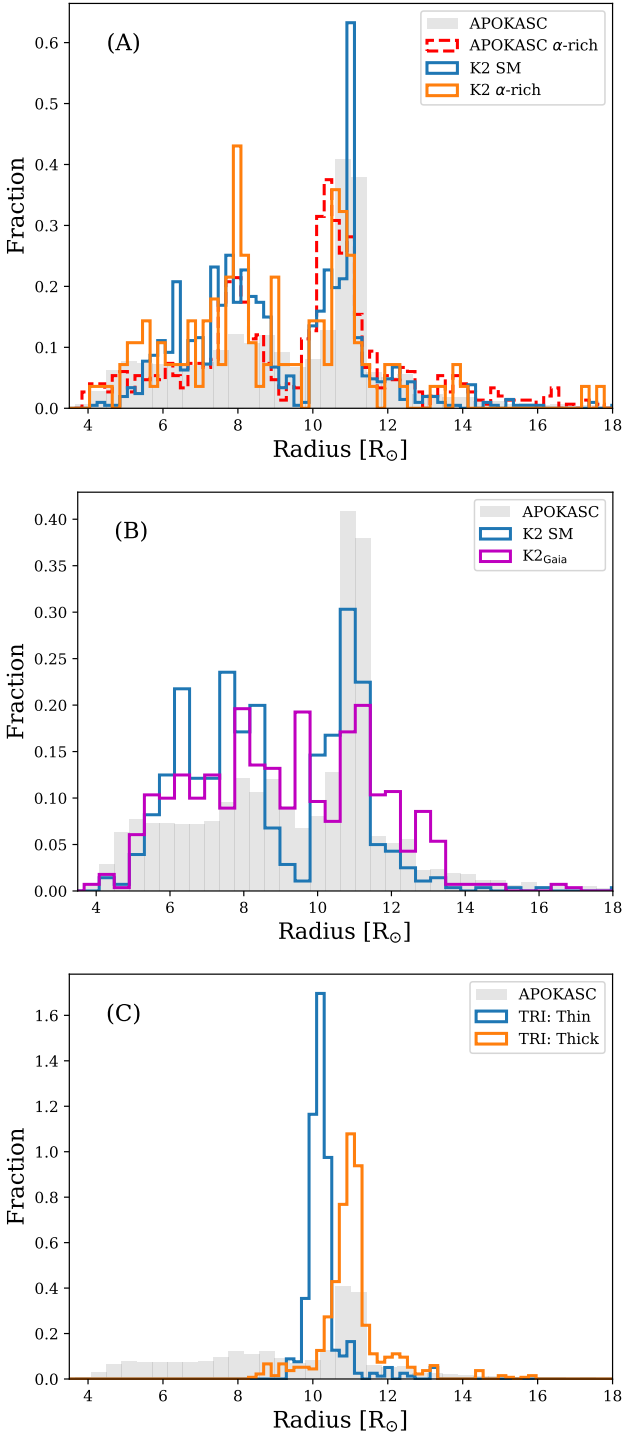 (A)
APOKASC
APOKASC α-rich
K2 SM
K2 α-rich
Fraction
0.6
0.5
0.4
0.3
0.2
0.1
0.0
4 6 8 10 12 14 16 18
Radius [R☉]
(B)
APOKASC
K2 SM
K2Gaia
Fraction
0.40
0.35
0.30
0.25
0.20
0.15
0.10
0.05
0.00
4 6 8 10 12 14 16 18
Radius [R☉]
(C)
APOKASC
TRI: Thin
TRI: Thick
Fraction
1.6
1.4
1.2
1.0
0.8
0.6
0.4
0.2
0.0
4 6 8 10 12 14 16 18
Radius [R☉]